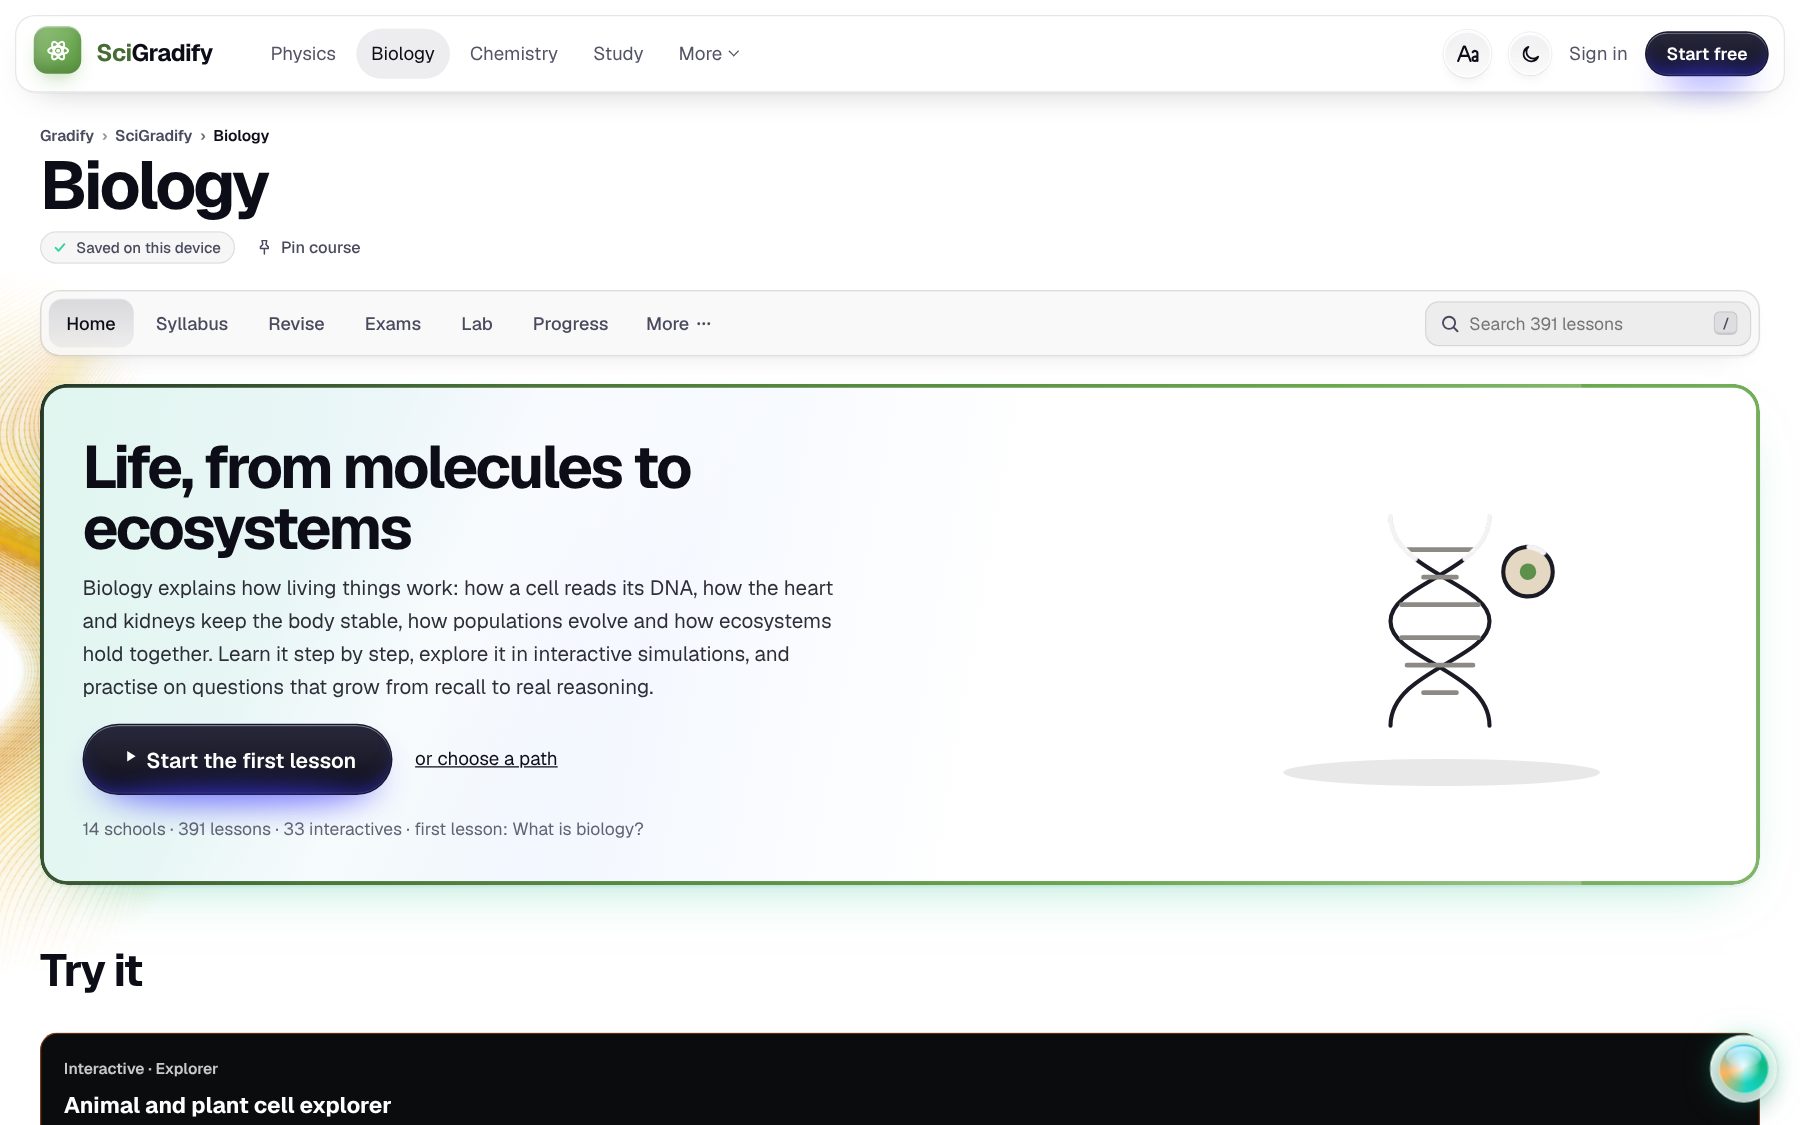 SciGradify
Physics
Biology
Chemistry
Study
More
Aa
Sign in
Start free
Gradify › SciGradify › Biology
Biology
Saved on this device
Pin course
Home
Syllabus
Revise
Exams
Lab
Progress
More ···
Search 391 lessons
/
Life, from molecules to
ecosystems
Biology explains how living things work: how a cell reads its DNA, how the heart
and kidneys keep the body stable, how populations evolve and how ecosystems
hold together. Learn it step by step, explore it in interactive simulations, and
practise on questions that grow from recall to real reasoning.
Start the first lesson
or choose a path
14 schools · 391 lessons · 33 interactives · first lesson: What is biology?
Try it
Interactive · Explorer
Animal and plant cell explorer